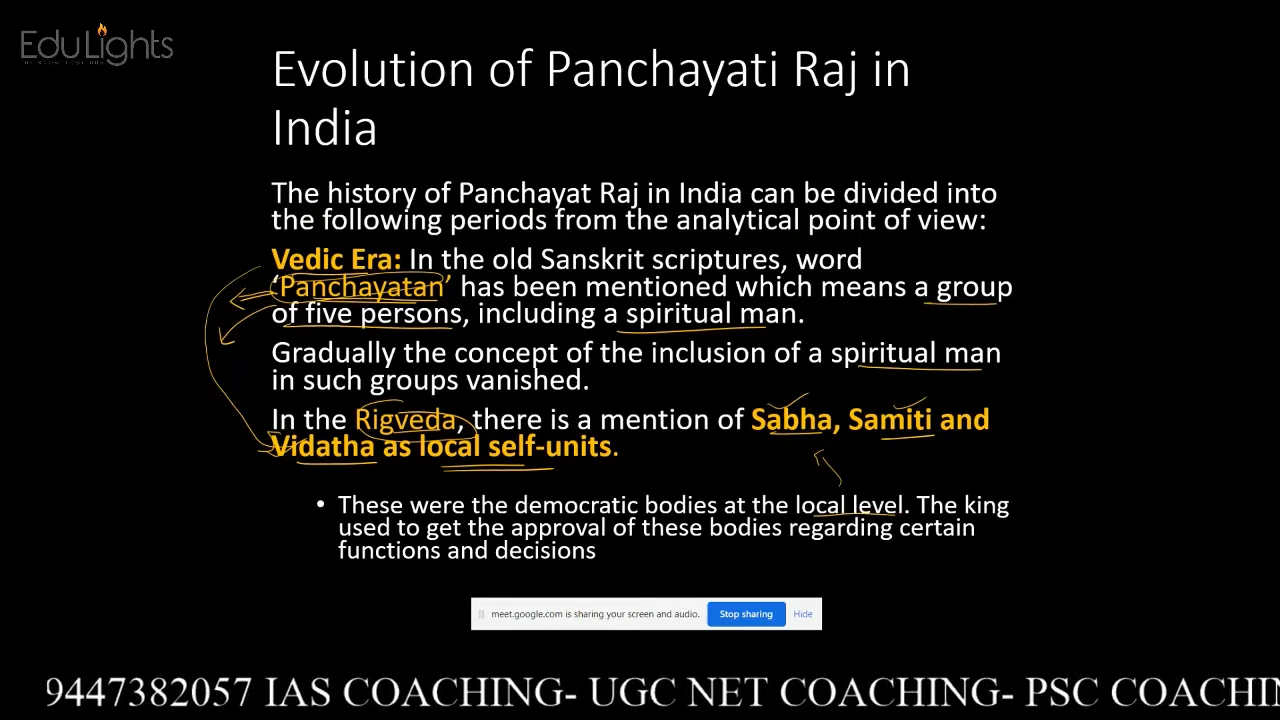 EduLights
Evolution of Panchayati Raj in
India
The history of Panchayat Raj in India can be divided into
the following periods from the analytical point of view:
Vedic Era: In the old Sanskrit scriptures, word
‘Panchayatan’ has been mentioned which means a group
of five persons, including a spiritual man.
Gradually the concept of the inclusion of a spiritual man
in such groups vanished.
In the Rigveda, there is a mention of Sabha, Samiti and
Vidatha as local self-units.
• These were the democratic bodies at the local level. The king
used to get the approval of these bodies regarding certain
functions and decisions
meet.google.com is sharing your screen and audio. Stop sharing Hide
9447382057 IAS COACHING- UGC NET COACHING- PSC COACHIN